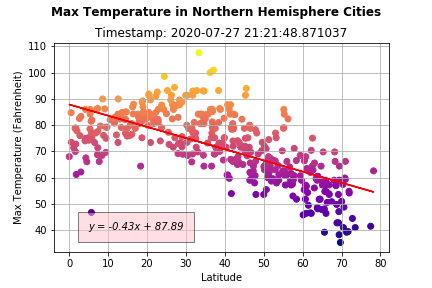 Max Temperature in Northern Hemisphere Cities
Timestamp: 2020-07-27 21:21:48.871037
110
100
90
80
70
60
50
40
Max Temperature (Fahrenheit)
y = -0.43x + 87.89
0 10 20 30 40 50 60 70 80
Latitude